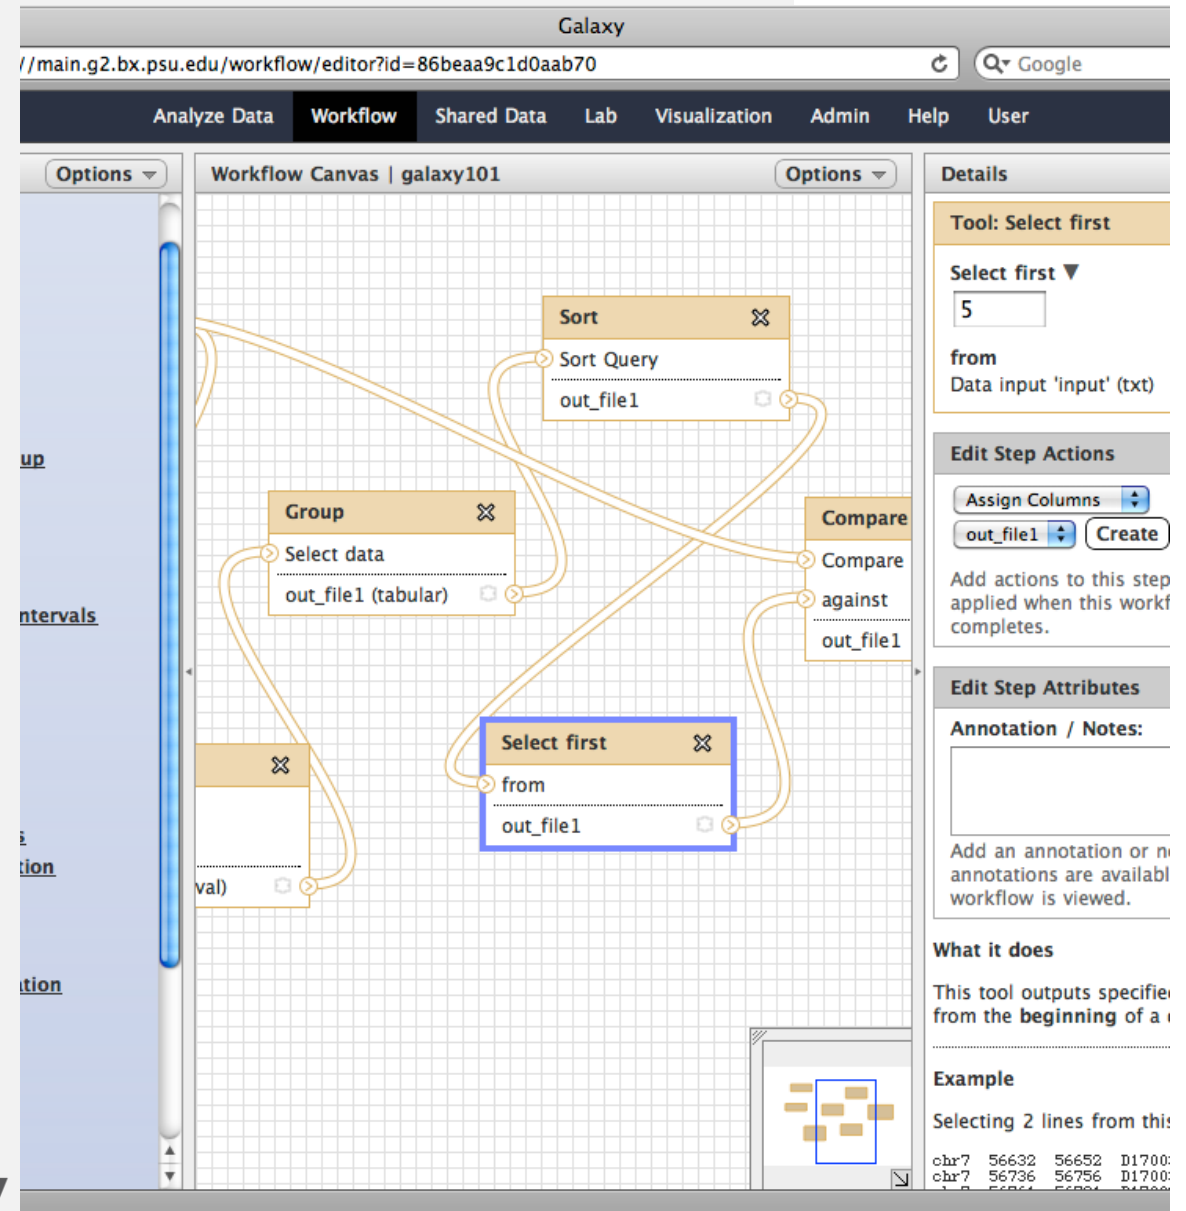 Galaxy
//main.g2.bx.psu.edu/workflow/editor?id=86beaa9c1d0aab70
Google
Analyze Data Workflow Shared Data Lab Visualization Admin Help User
Options
up
ntervals
s
tion
ation
Workflow Canvas | galaxy101
Options
Sort
Sort Query
out_file1
Group
Select data
out_file1 (tabular)
Compare
Compare
against
out_file1
Select first
from
out_file1
val)
Details
Tool: Select first
Select first
5
from
Data input 'input' (txt)
Edit Step Actions
Assign Columns
out_file1 Create
Add actions to this step
applied when this workf
completes.
Edit Step Attributes
Annotation / Notes:
Add an annotation or n
annotations are availabl
workflow is viewed.
What it does
This tool outputs specifie
from the beginning of a
Example
Selecting 2 lines from this
chr7 56632 56652 D1700
chr7 56736 56756 D1700